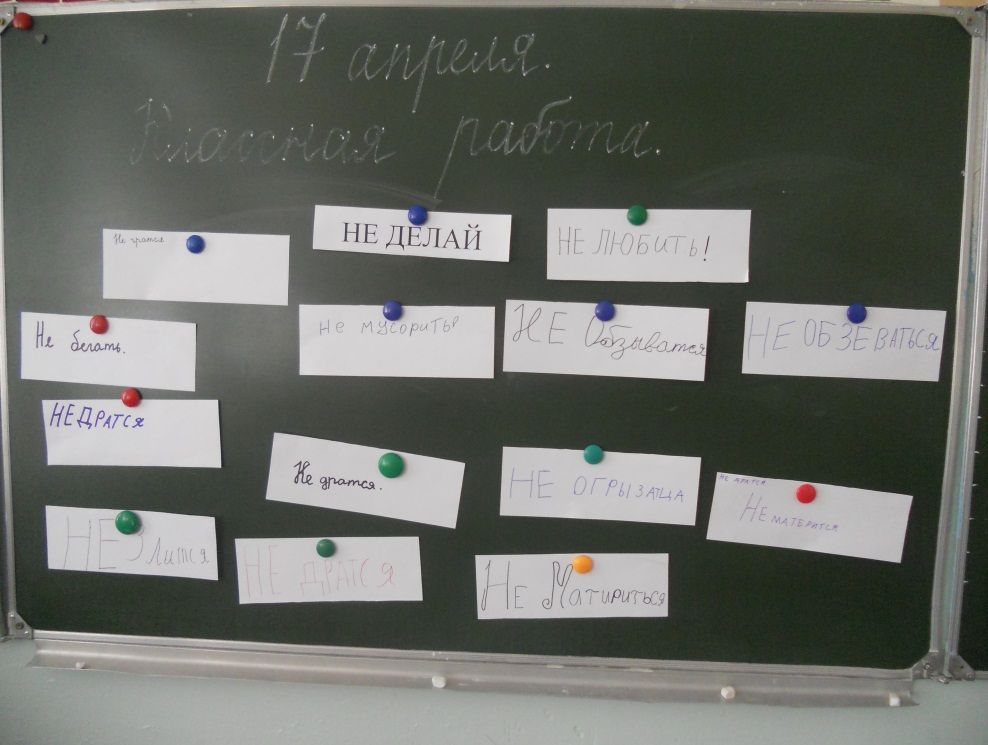 17 апреля.
Классная работа.
НЕ ДЕЛАЙ
НЕ ЛЮБИТЬ!
Не дратся
Не бегать.
Не мусорить
НЕ Обзыватся
НЕ ОБЗЕВАТЬСЯ
НЕДРАТСЯ
Не дратся.
НЕ ОГРЫЗАТЦА
НЕ ДРАТСЯ
НЕ МАТЕРИТСЯ
НЕ Злится
НЕ ДРАТСЯ
НЕ МАТИРИТЬСЯ